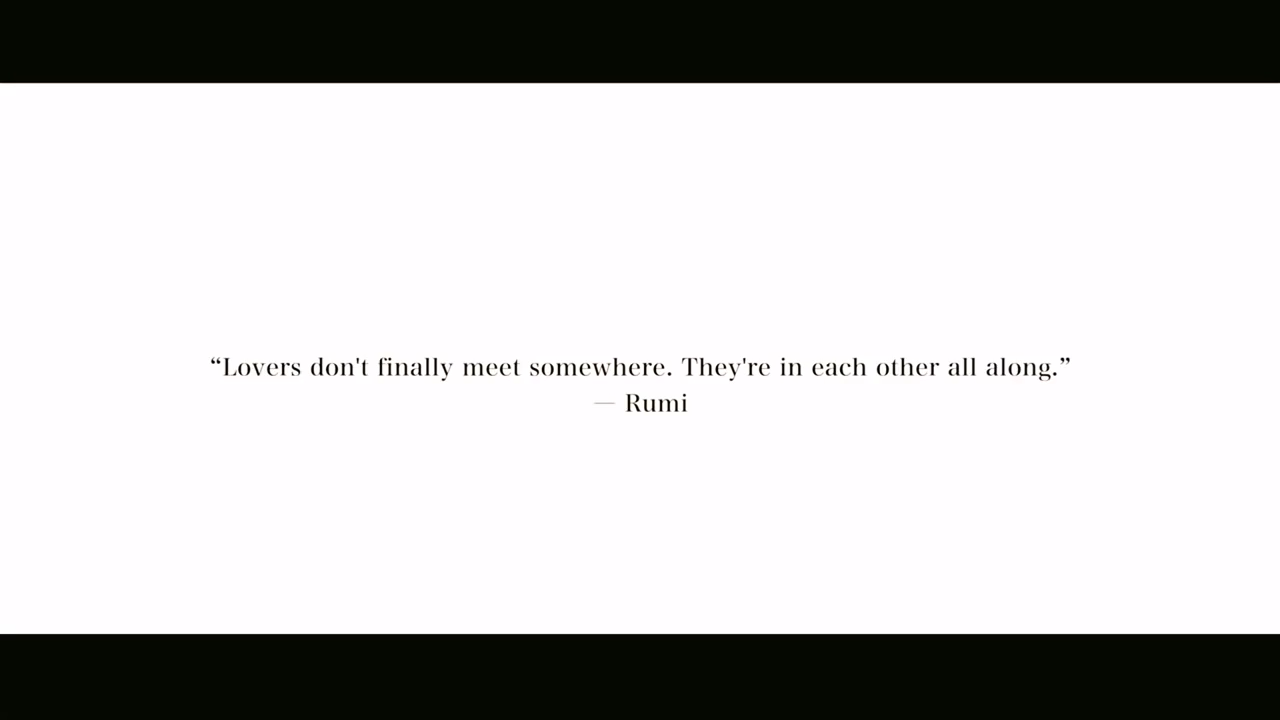 “Lovers don't finally meet somewhere. They're in each other all along.”
— Rumi